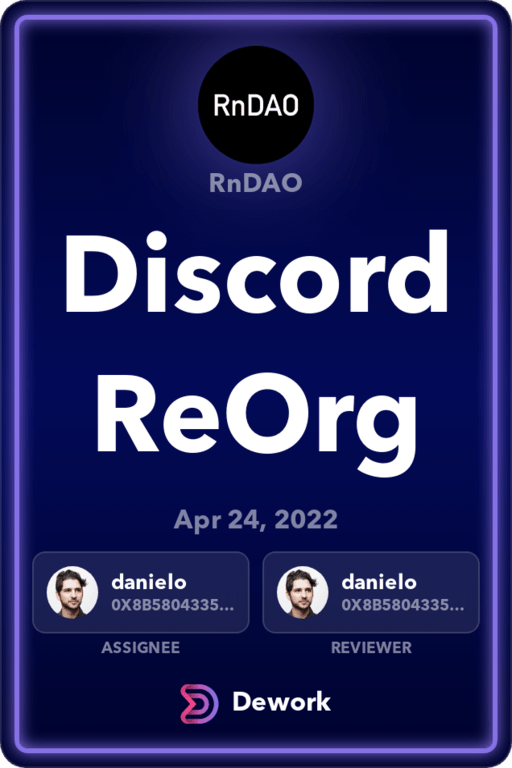 RnDAO
RnDAO
Discord
ReOrg
Apr 24, 2022
danielo
0X8B5804335...
ASSIGNEE
danielo
0X8B5804335...
REVIEWER
Dework